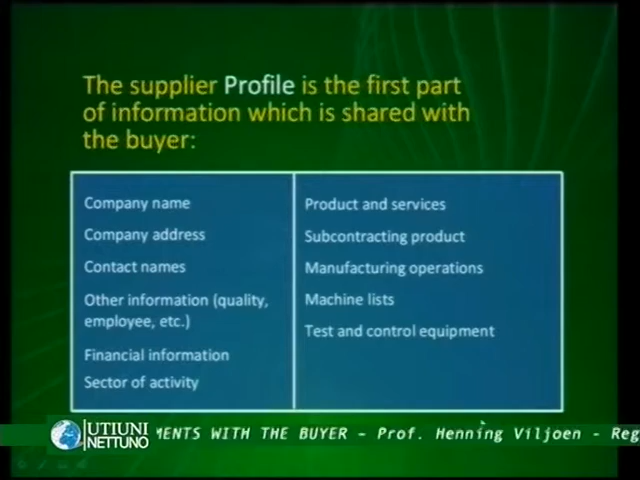 The supplier Profile is the first part
of information which is shared with
the buyer:
Company name
Company address
Contact names
Other information (quality,
employee, etc.)
Financial information
Sector of activity
Product and services
Subcontracting product
Manufacturing operations
Machine lists
Test and control equipment
UTIUNI
NETTUNO
MENTS WITH THE BUYER – Prof. Henning Viljoen - Reg